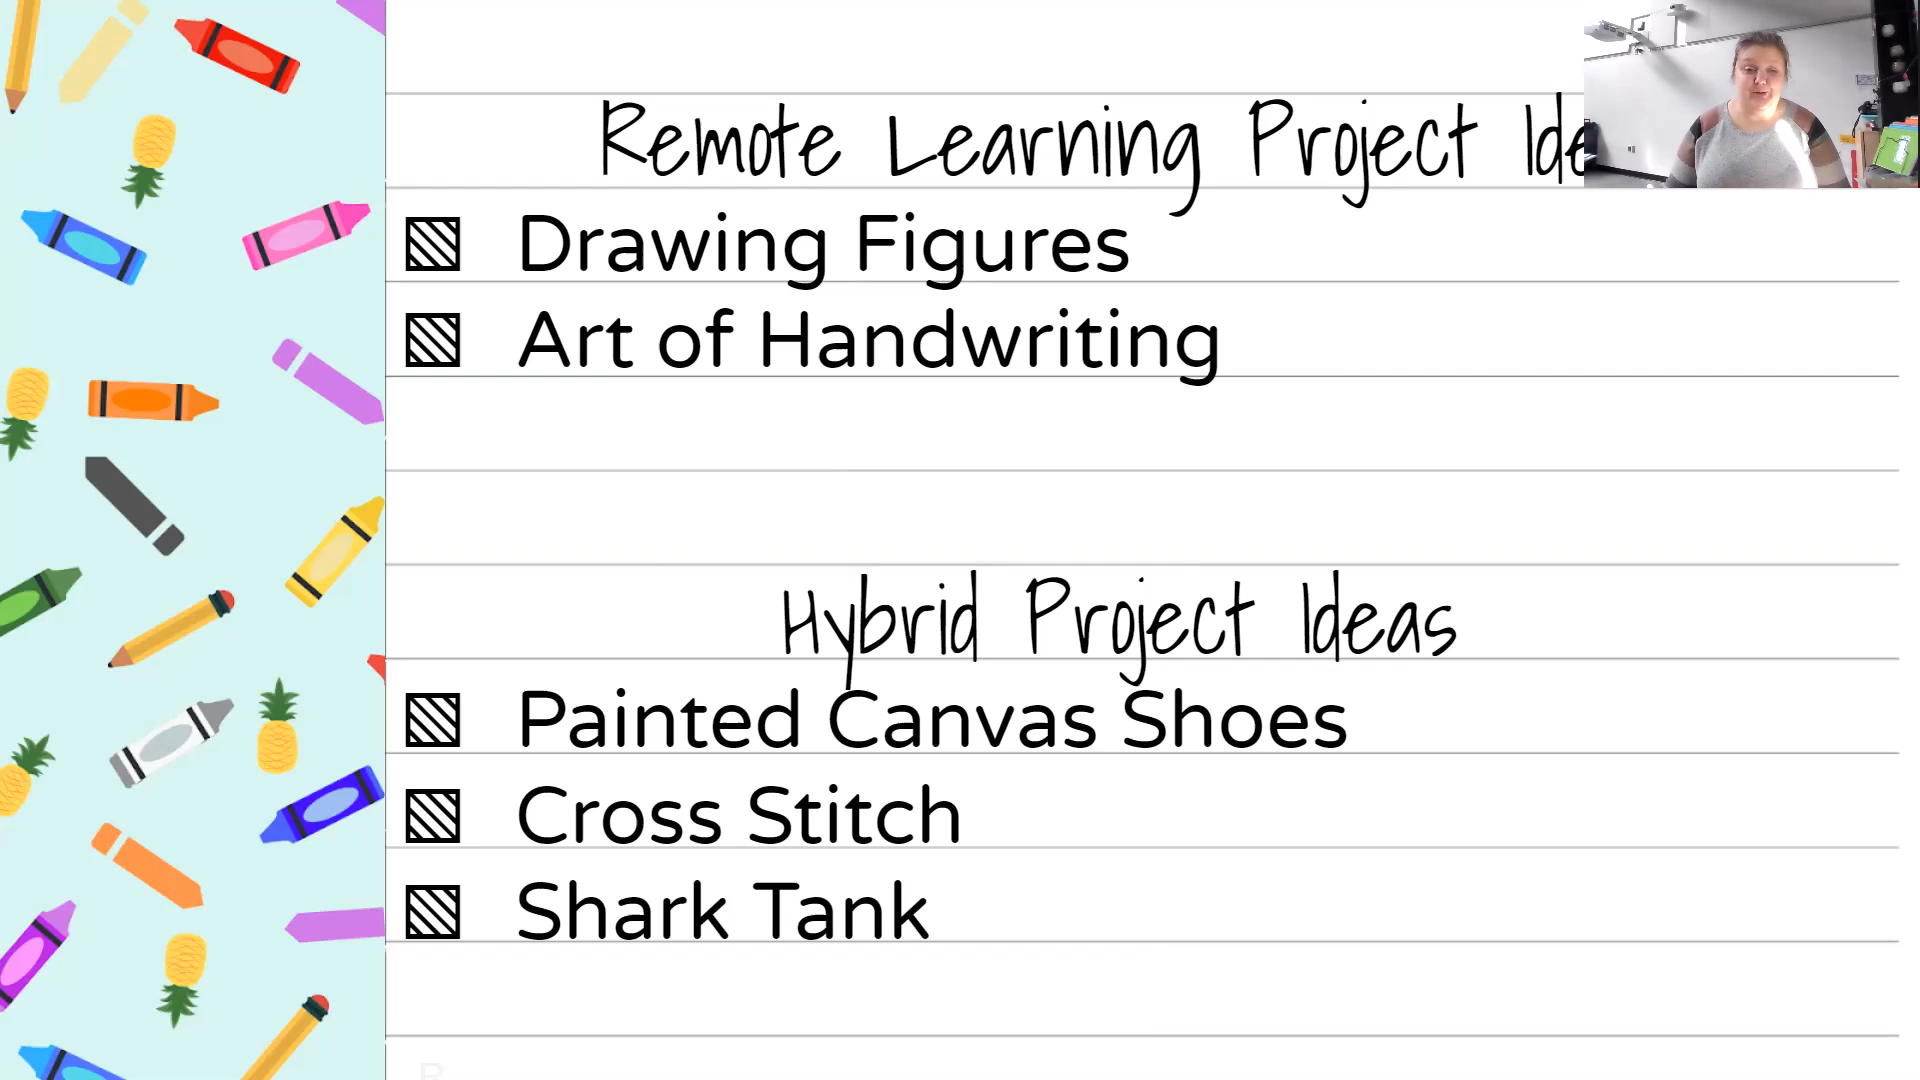 Remote Learning Project Ide
Drawing Figures
Art of Handwriting
Hybrid Project Ideas
Painted Canvas Shoes
Cross Stitch
Shark Tank
R